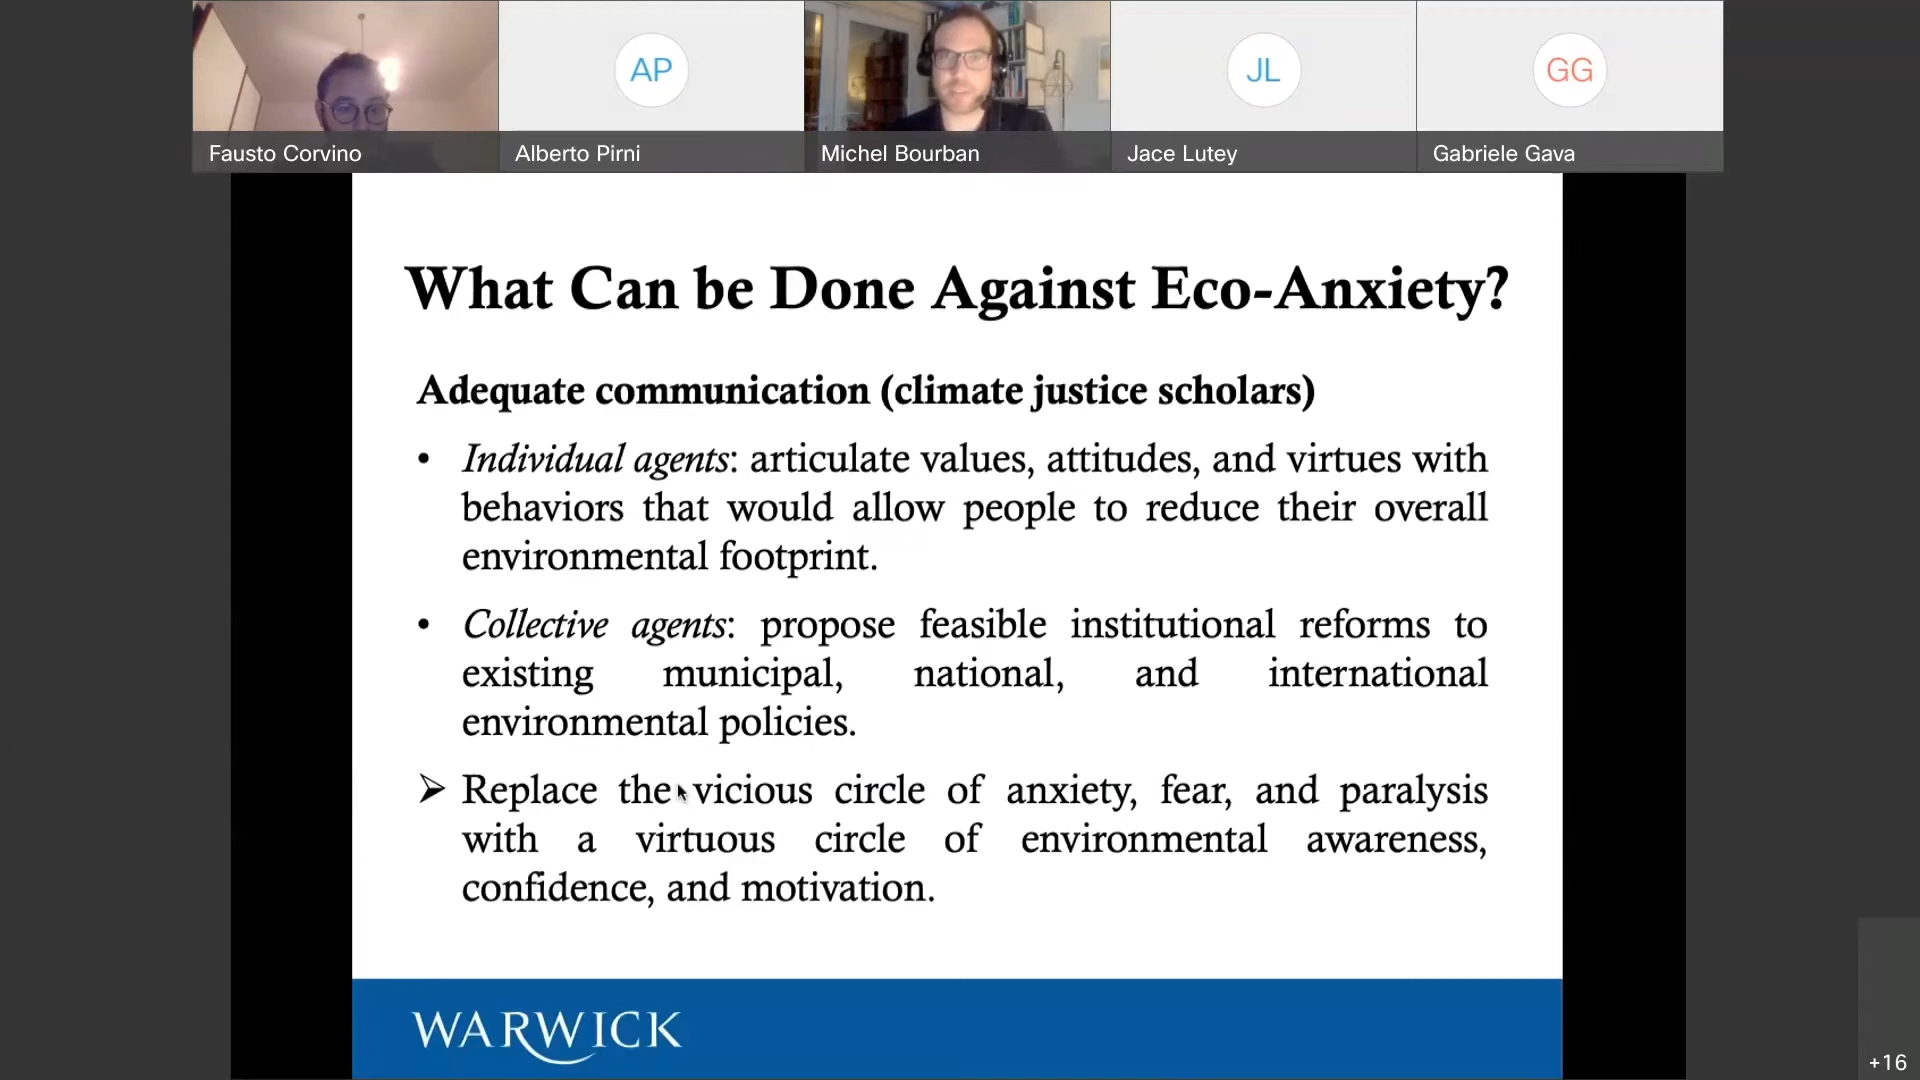 AP
JL
GG
Fausto Corvino
Alberto Pirni
Michel Bourban
Jace Lutey
Gabriele Gava
What Can be Done Against Eco-Anxiety?
Adequate communication (climate justice scholars)
• Individual agents: articulate values, attitudes, and virtues with
behaviors that would allow people to reduce their overall
environmental footprint.
• Collective agents: propose feasible institutional reforms to
existing municipal, national, and international
environmental policies.
➢ Replace the vicious circle of anxiety, fear, and paralysis
with a virtuous circle of environmental awareness,
confidence, and motivation.
WARWICK
+16